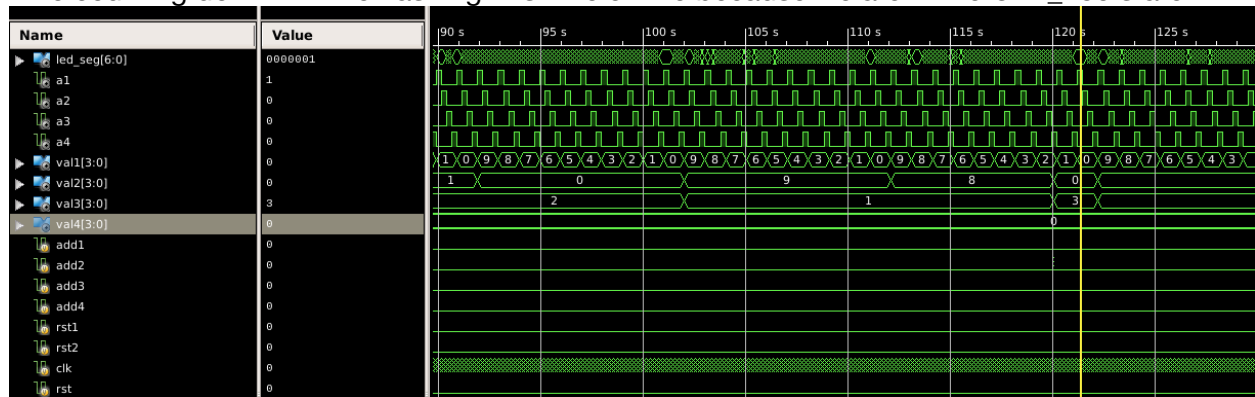 Name Value 90 s 95 s 100 s 105 s 110 s 115 s 120 s 125 s
led_seg[6:0] 0000001
a1 1
a2 0
a3 0
a4 0
val1[3:0] 0 1 0 9 8 7 6 5 4 3 2 1 0 9 8 7 6 5 4 3 2 1 0 9 8 7 6 5 4 3 2 1 0 9 8 7 6 5 4 3
val2[3:0] 0 1 0 9 8 0
val3[3:0] 3 2 1 3
val4[3:0] 0 0
add1 0
add2 0
add3 0
add4 0
rst1 0
rst2 0
clk 0
rst 0